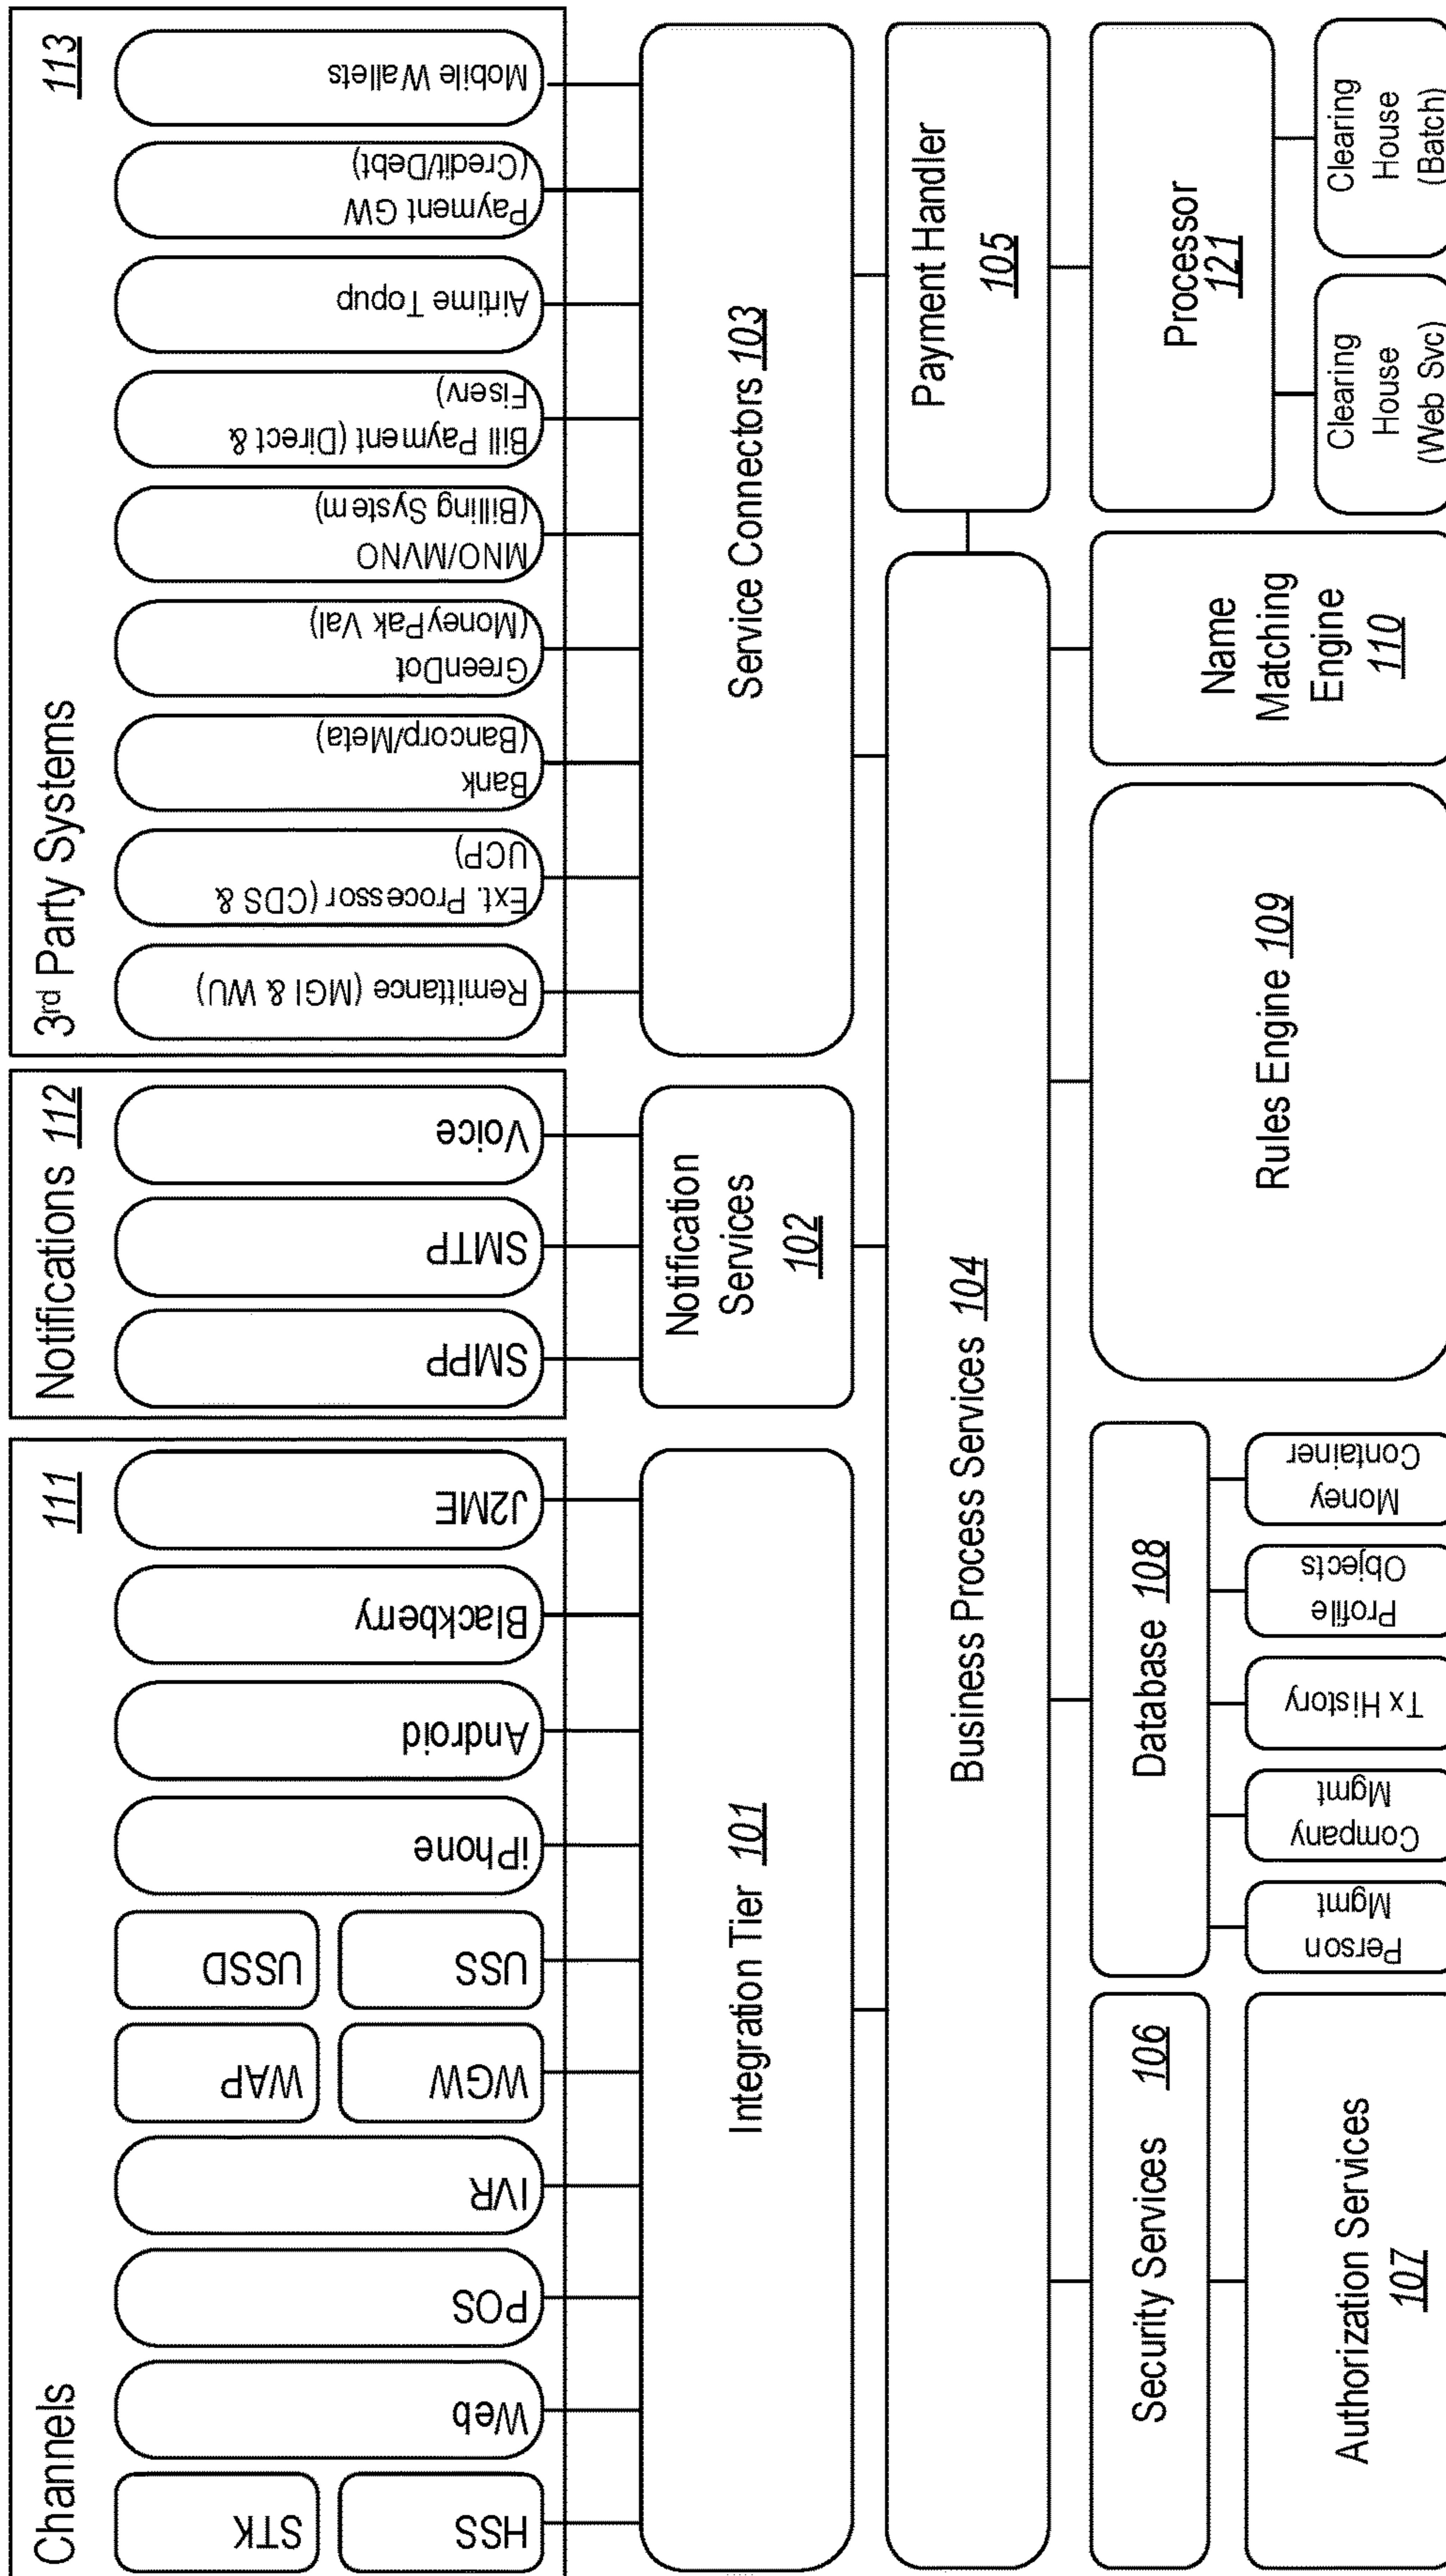 Channels 111
STK
HSS
Web
POS
IVR
WAP
WGW
USSD
USS
iPhone
Android
Blackberry
J2ME
Notifications 112
SMPP
SMTP
Voice
3rd Party Systems 113
Remittance (MGI & WU)
Ext. Processor (CDS &
UCP)
Bank
(Bancorp/Meta)
GreenDot
(MoneyPak Val)
MNO/MVNO
(Billing System)
Bill Payment (Direct &
Fiserv)
Airtime Topup
Payment GW
(Credit/Debt)
Mobile Wallets
Integration Tier 101
Notification
Services
102
Service Connectors 103
Business Process Services 104
Payment Handler
105
Security Services 106
Authorization Services
107
Database 108
Person
Mgmt
Company
Mgmt
Tx History
Profile
Objects
Money
Container
Rules Engine 109
Name
Matching
Engine
110
Processor
121
Clearing
House
(Web Svc)
Clearing
House
(Batch)